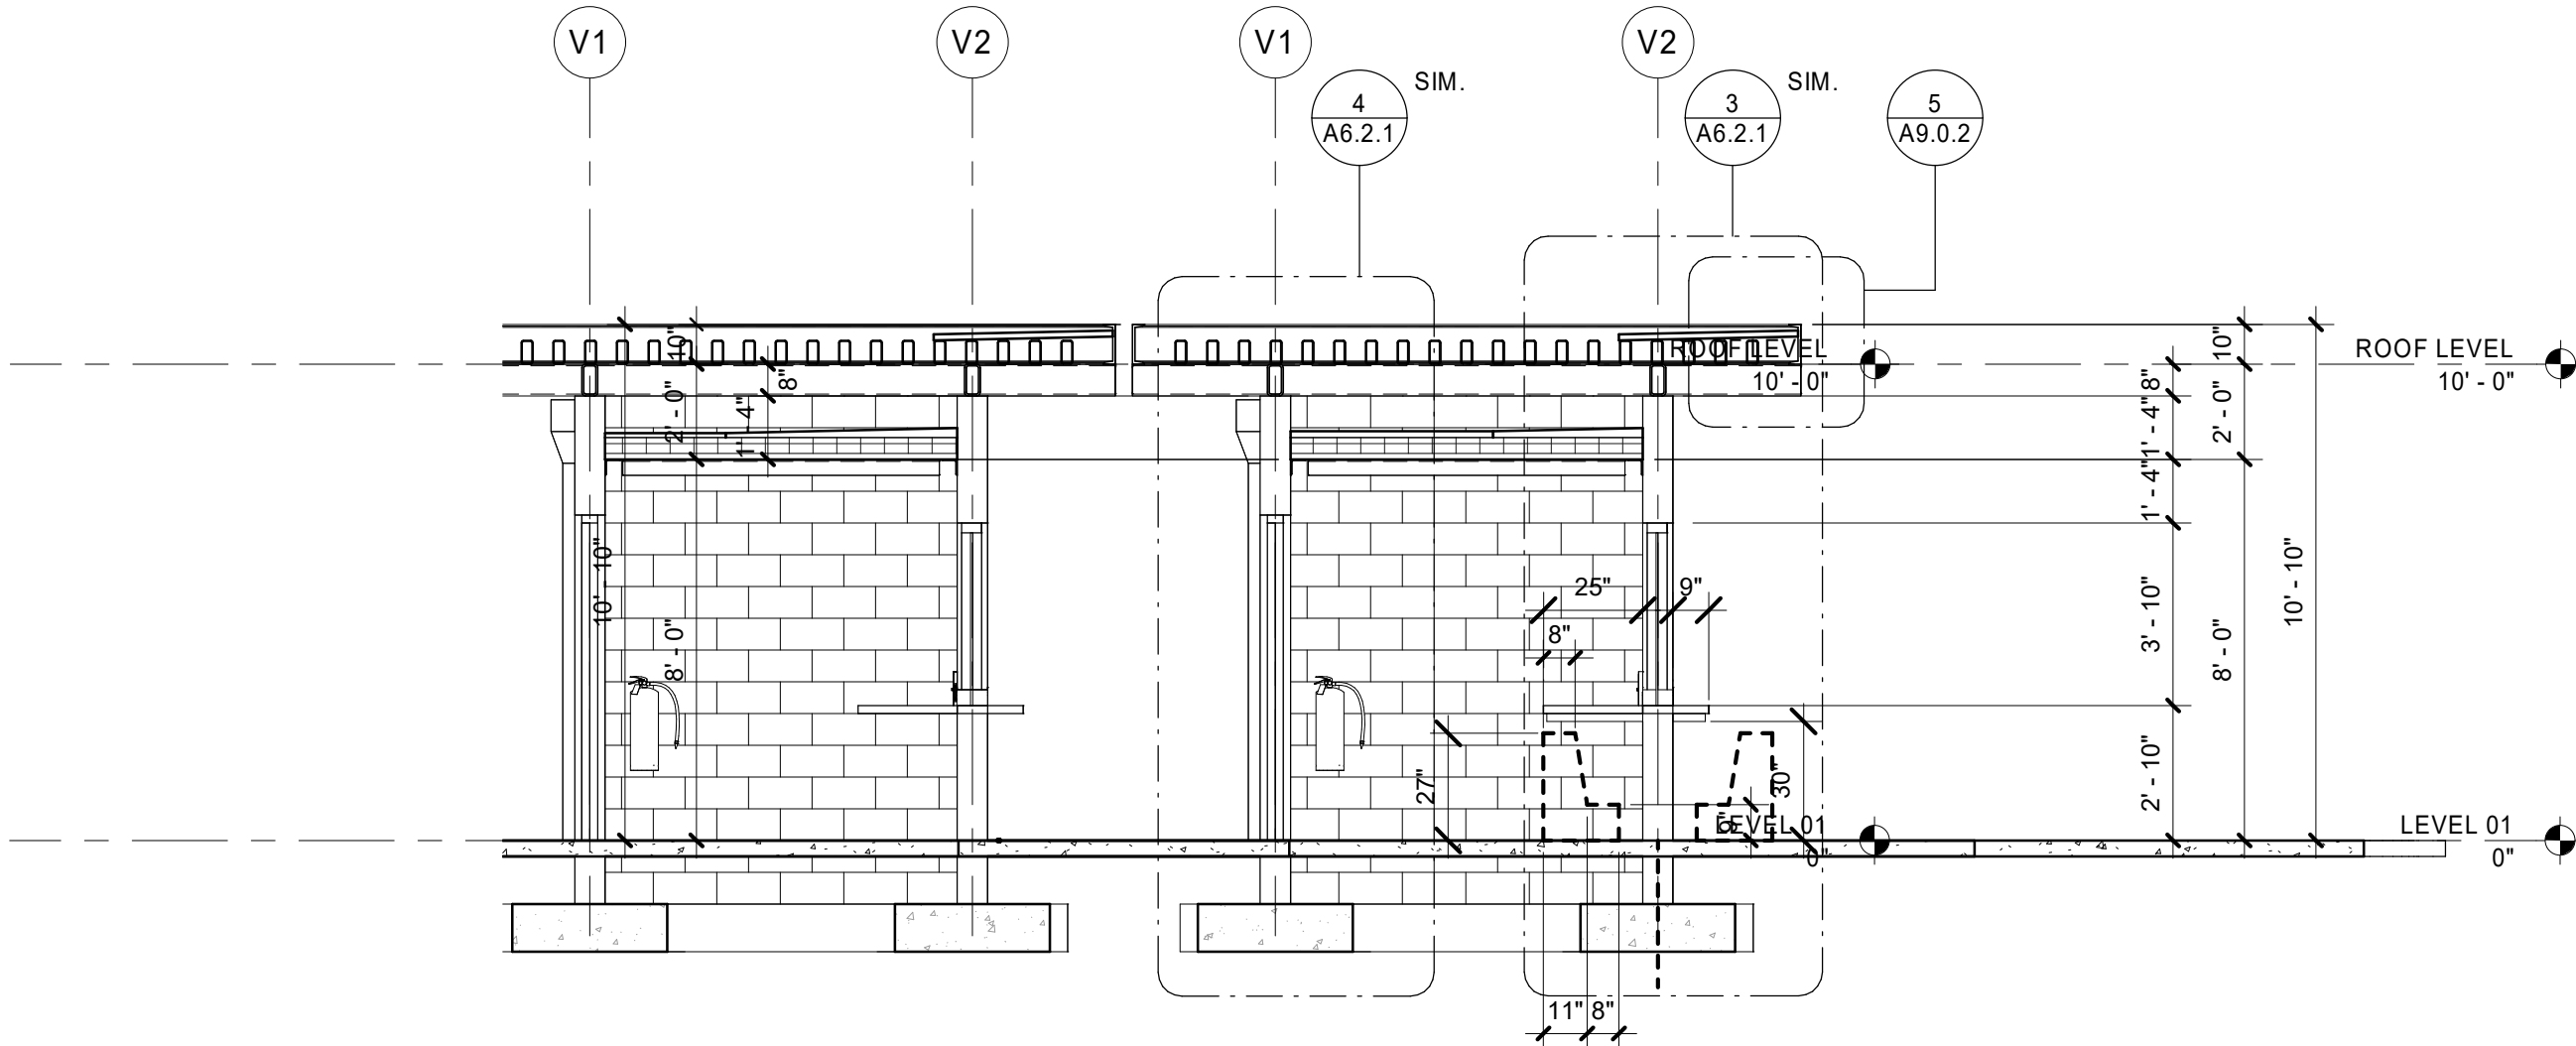 V1
V2
V1
V2
4
A6.2.1
SIM.
3
A6.2.1
SIM.
5
A9.0.2
10"
2' - 0"
8"
1' - 4"
10' - 10"
8' - 0"
ROOF LEVEL
10' - 0"
ROOF LEVEL
10' - 0"
10"
8"
1' - 4"
2' - 0"
1' - 4"
3' - 10"
2' - 10"
8' - 0"
10' - 10"
25"
9"
8"
27"
30"
9"
LEVEL 01
0"
LEVEL 01
0"
11"
8"